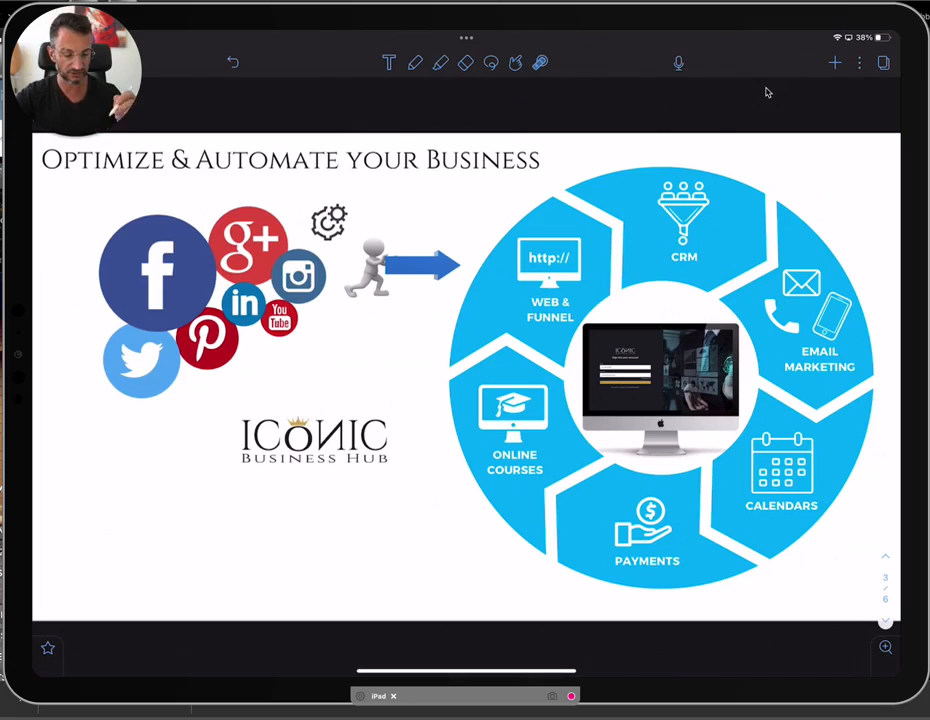 38%
OPTIMIZE & AUTOMATE YOUR BUSINESS
f
g+
in
You
Tube
ICONIC
BUSINESS HUB
CRM
http://
WEB &
FUNNEL
EMAIL
MARKETING
ICONIC
ONLINE
COURSES
CALENDARS
$
PAYMENTS
3
/
6
iPad